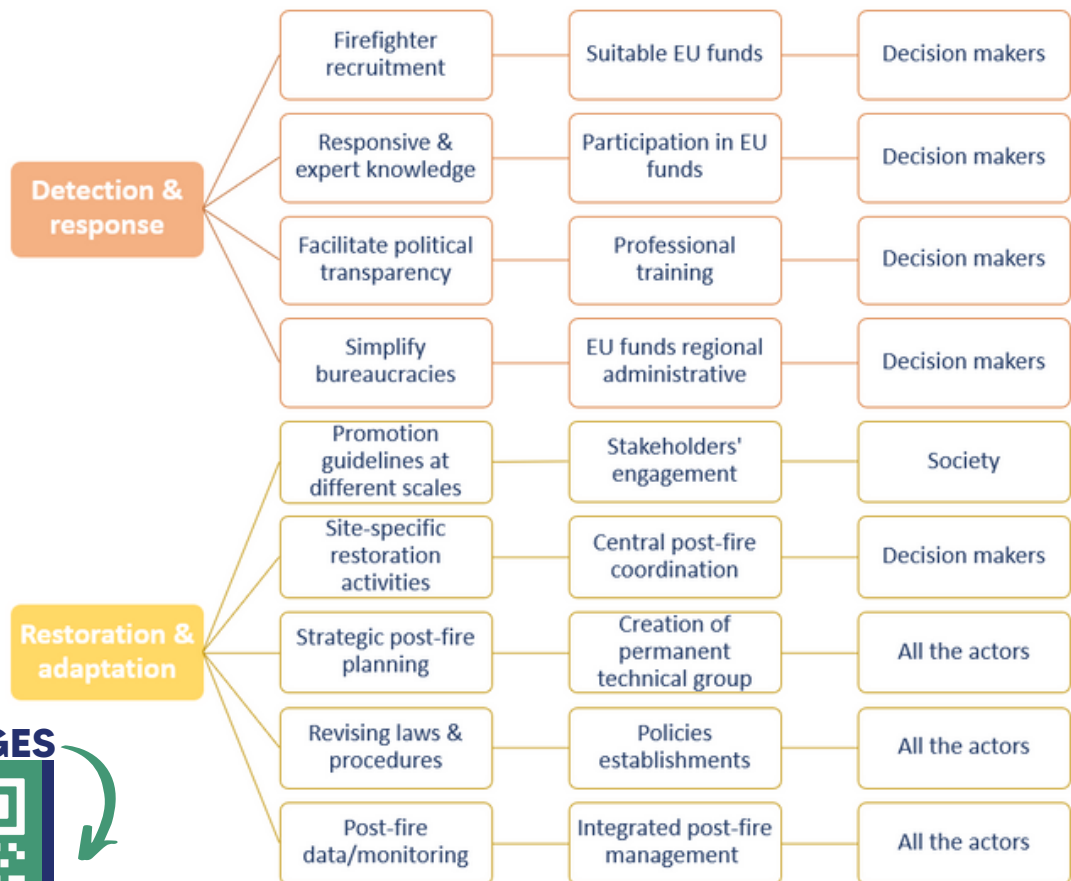 Detection &
response
Firefighter
recruitment
Suitable EU funds
Decision makers
Responsive &
expert knowledge
Participation in EU
funds
Decision makers
Facilitate political
transparency
Professional
training
Decision makers
Simplify
bureaucracies
EU funds regional
administrative
Decision makers
Restoration &
adaptation
Promotion
guidelines at
different scales
Stakeholders'
engagement
Society
Site-specific
restoration
activities
Central post-fire
coordination
Decision makers
Strategic post-fire
planning
Creation of
permanent
technical group
All the actors
Revising laws &
procedures
Policies
establishments
All the actors
Post-fire
data/monitoring
Integrated post-fire
management
All the actors